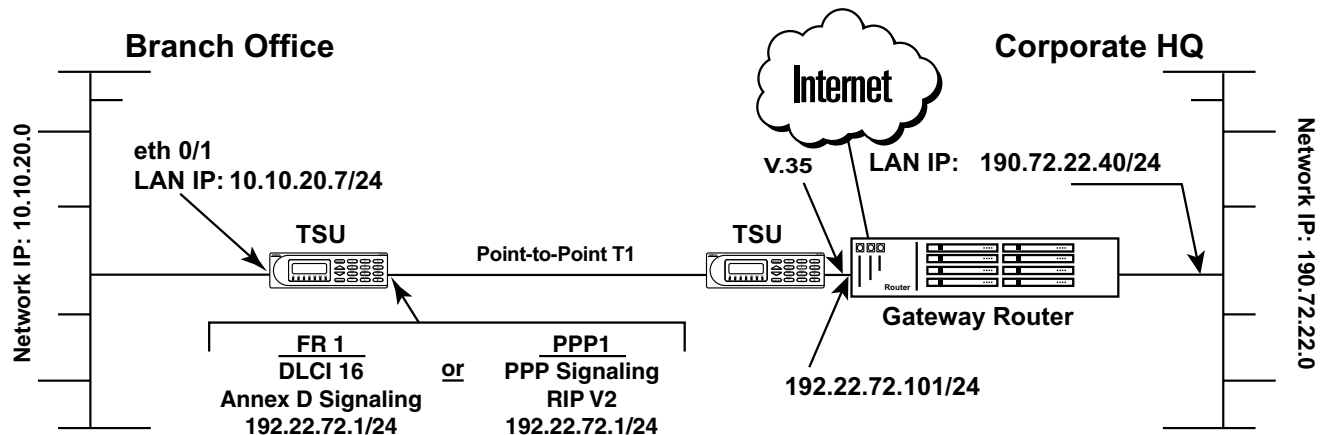 Branch Office
Corporate HQ
Internet
Network IP: 10.10.20.0
eth 0/1
LAN IP: 10.10.20.7/24
V.35
LAN IP: 190.72.22.40/24
Network IP: 190.72.22.0
TSU
Point-to-Point T1
TSU
Router
Gateway Router
FR 1
DLCI 16
Annex D Signaling
192.22.72.1/24
or
PPP1
PPP Signaling
RIP V2
192.22.72.1/24
192.22.72.101/24